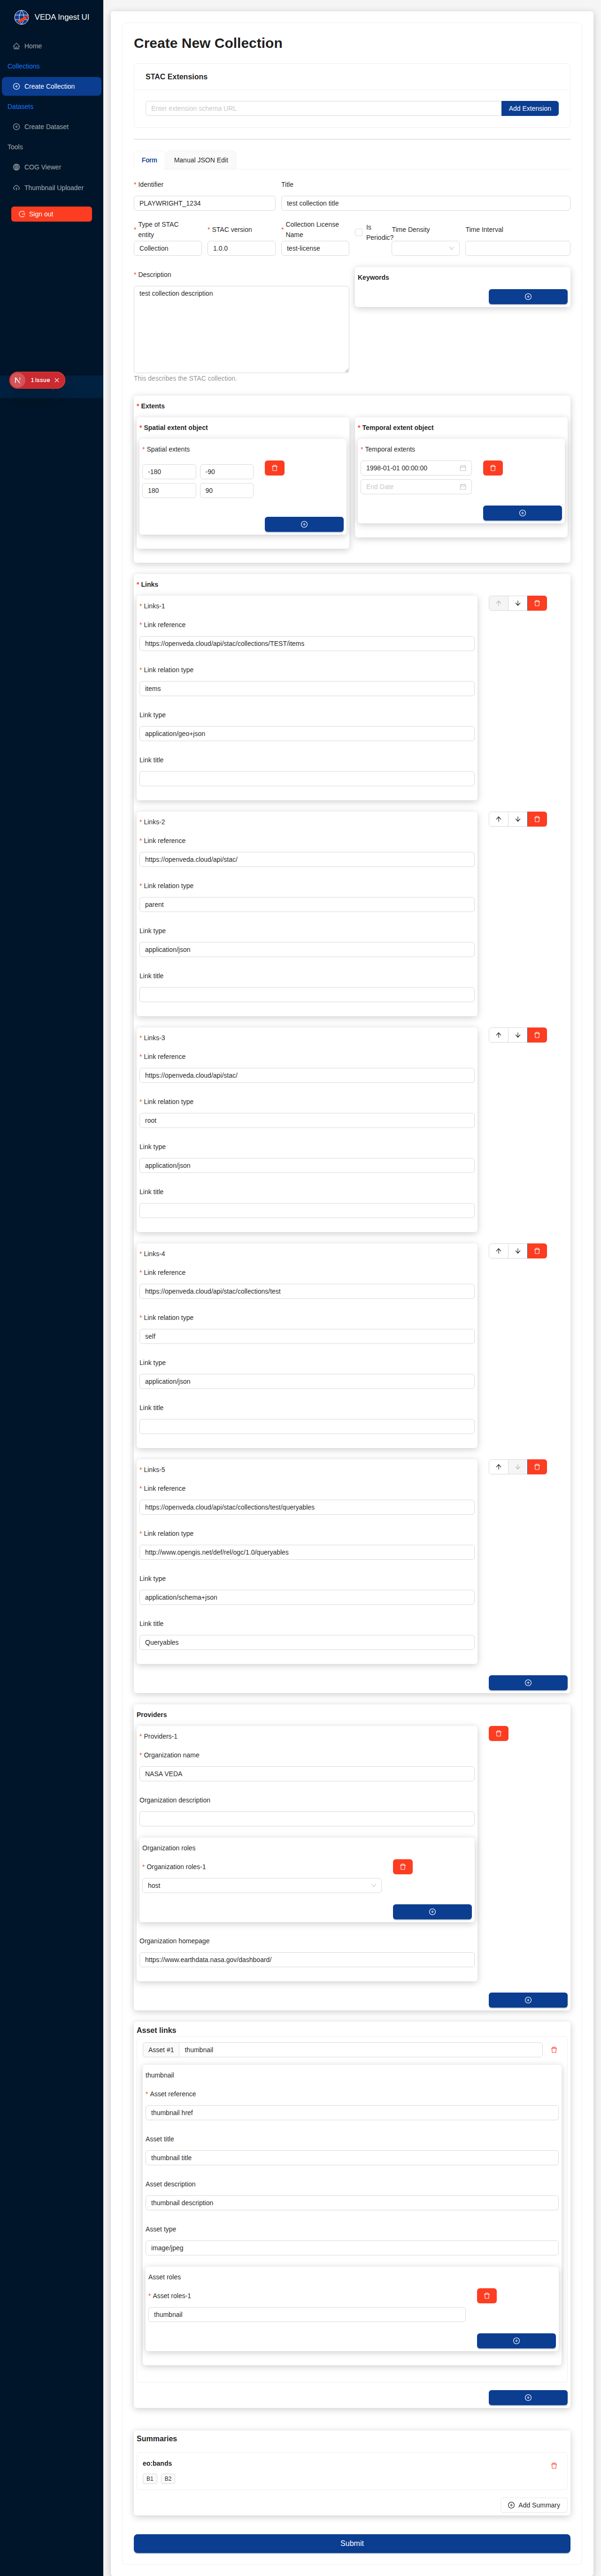 VEDA Ingest UI
Home
Collections
Create Collection
Datasets
Create Dataset
Tools
COG Viewer
Thumbnail Uploader
Sign out
N 1 Issue
Create New Collection
STAC Extensions
Enter extension schema URL
Add Extension
Form
Manual JSON Edit
* Identifier
Title
PLAYWRIGHT_1234
test collection title
* Type of STAC entity
* STAC version
* Collection License Name
Is Periodic?
Time Density
Time Interval
Collection
1.0.0
test-license
* Description
Keywords
test collection description
This describes the STAC collection.
* Extents
* Spatial extent object
* Temporal extent object
* Spatial extents
* Temporal extents
-180
-90
1998-01-01 00:00:00
180
90
End Date
* Links
* Links-1
* Link reference
https://openveda.cloud/api/stac/collections/TEST/items
* Link relation type
items
Link type
application/geo+json
Link title
* Links-2
* Link reference
https://openveda.cloud/api/stac/
* Link relation type
parent
Link type
application/json
Link title
* Links-3
* Link reference
https://openveda.cloud/api/stac/
* Link relation type
root
Link type
application/json
Link title
* Links-4
* Link reference
https://openveda.cloud/api/stac/collections/test
* Link relation type
self
Link type
application/json
Link title
* Links-5
* Link reference
https://openveda.cloud/api/stac/collections/test/queryables
* Link relation type
http://www.opengis.net/def/rel/ogc/1.0/queryables
Link type
application/schema+json
Link title
Queryables
Providers
* Providers-1
* Organization name
NASA VEDA
Organization description
Organization roles
* Organization roles-1
host
Organization homepage
https://www.earthdata.nasa.gov/dashboard/
Asset links
Asset #1
thumbnail
thumbnail
* Asset reference
thumbnail href
Asset title
thumbnail title
Asset description
thumbnail description
Asset type
image/jpeg
Asset roles
* Asset roles-1
thumbnail
Summaries
eo:bands
B1
B2
Add Summary
Submit